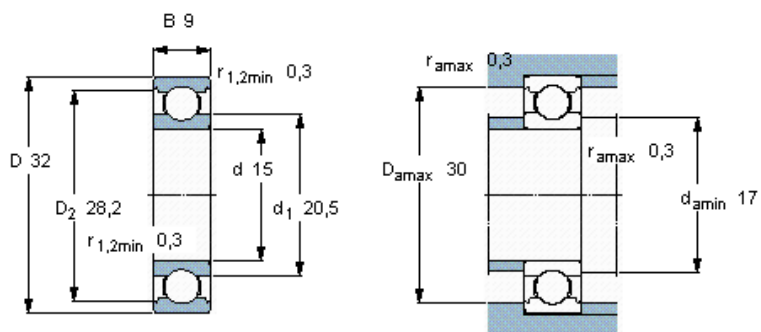 B 9
r1,2min 0,3
D 32
D2 28,2
d 15
d1 20,5
r1,2min 0,3
ramax 0,3
Damax 30
ramax 0,3
damin 17